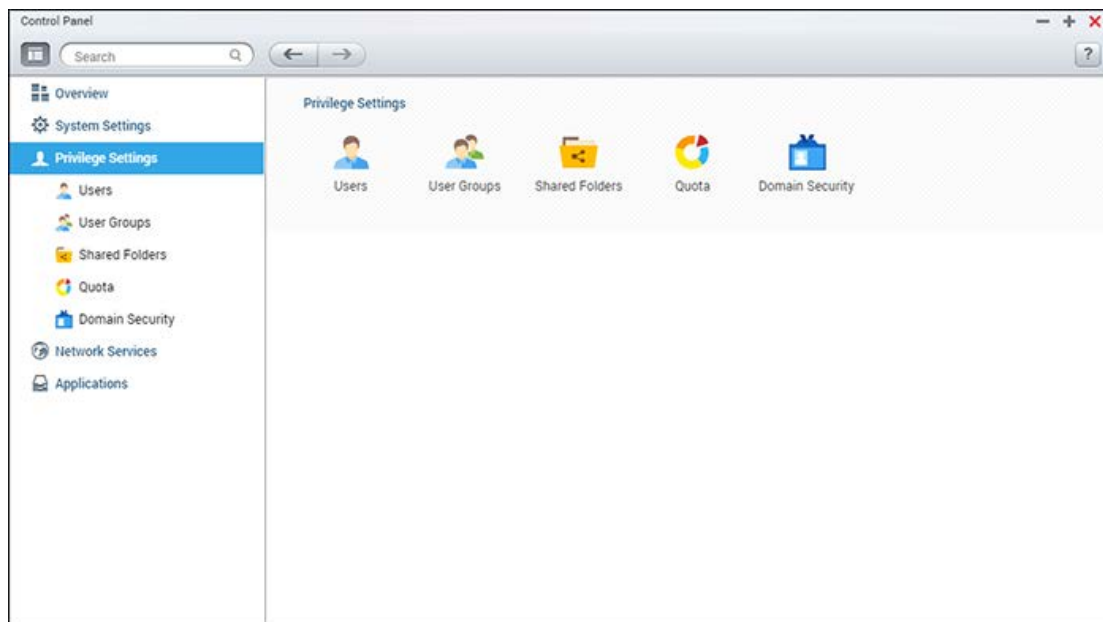 Control Panel
Search
?
Overview
System Settings
Privilege Settings
Users
User Groups
Shared Folders
Quota
Domain Security
Network Services
Applications
Privilege Settings
Users User Groups Shared Folders Quota Domain Security